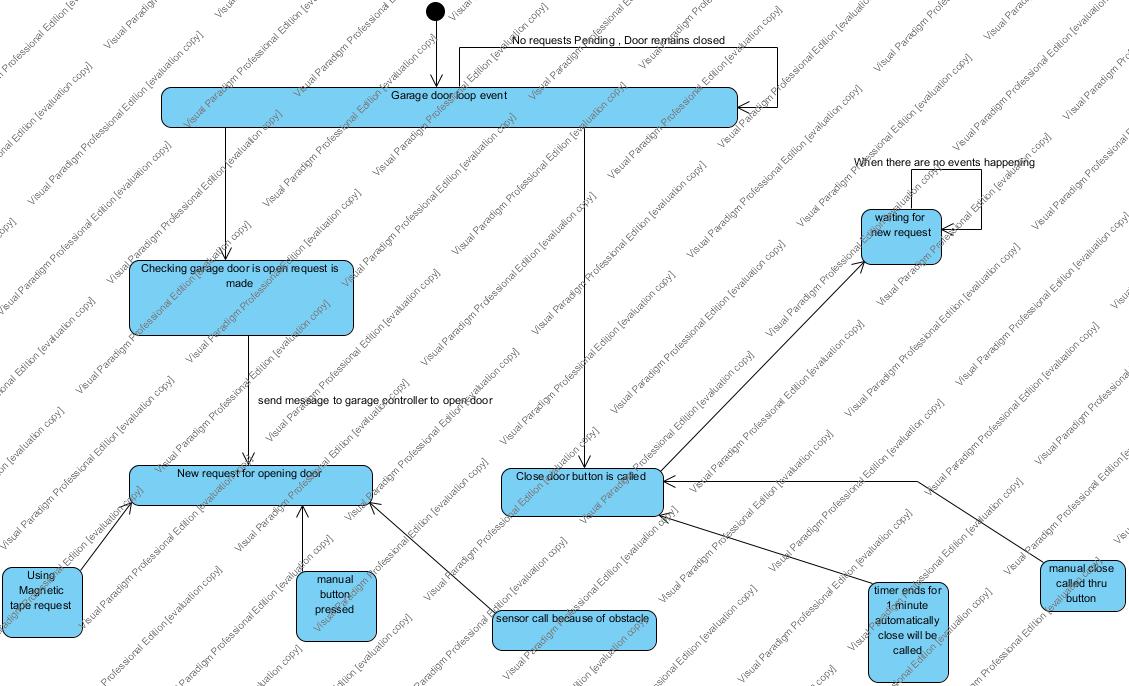 No requests Pending , Door remains closed
Garage door loop event
When there are no events happening
waiting for
new request
Checking garage door is open request is
made
send message to garage controller to open door
New request for opening door
Close door button is called
Using
Magnetic
tape request
manual
button
pressed
sensor call because of obstacle
timer ends for
1 minute
automatically
close will be
called
manual close
called thru
button
Visual Paradigm Professional Edition [evaluation copy]